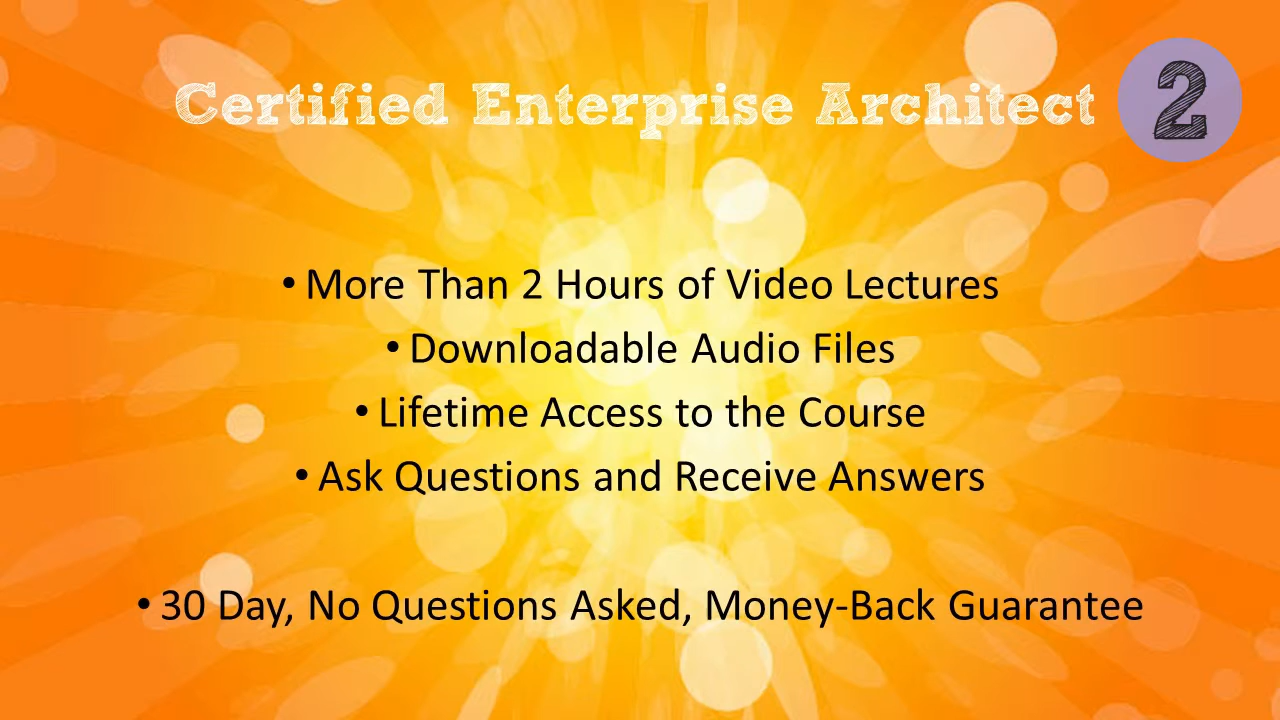 Certified Enterprise Architect
2
• More Than 2 Hours of Video Lectures
• Downloadable Audio Files
• Lifetime Access to the Course
• Ask Questions and Receive Answers
• 30 Day, No Questions Asked, Money-Back Guarantee